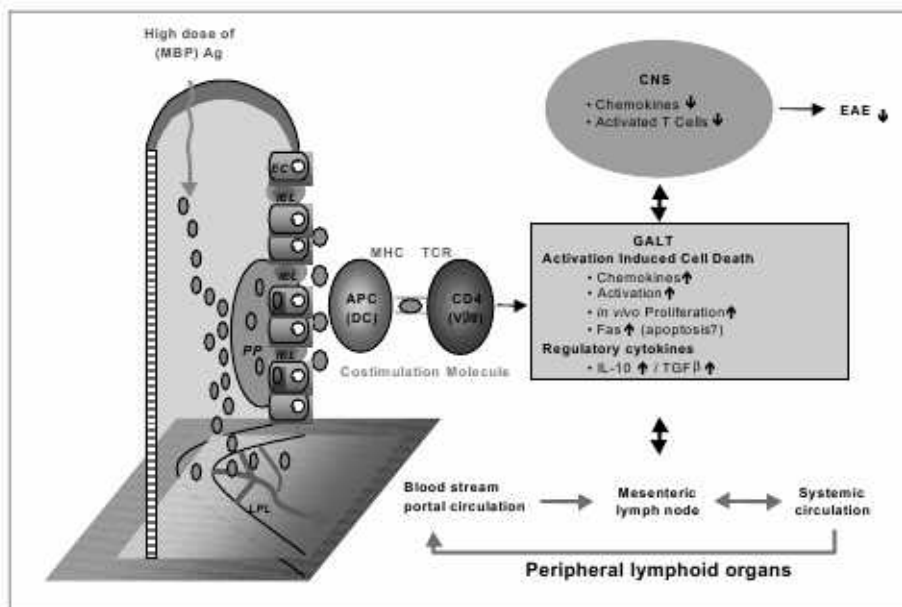 High dose of
(MBP) Ag
CNS
• Chemokines ↓
• Activated T Cells ↓
EAE ↓
EC
IEL
IEL
IEL
PP
LPL
MHC TCR
APC
(DC)
CD4
Costimulation Molecule
GALT
Activation Induced Cell Death
• Chemokines ↑
• Activation ↑
• in vivo Proliferation ↑
• Fas ↑ (apoptosis?)
Regulatory cytokines
• IL-10 ↑ / TGFβ ↑
Blood stream
portal circulation
Mesenteric
lymph node
Systemic
circulation
Peripheral lymphoid organs